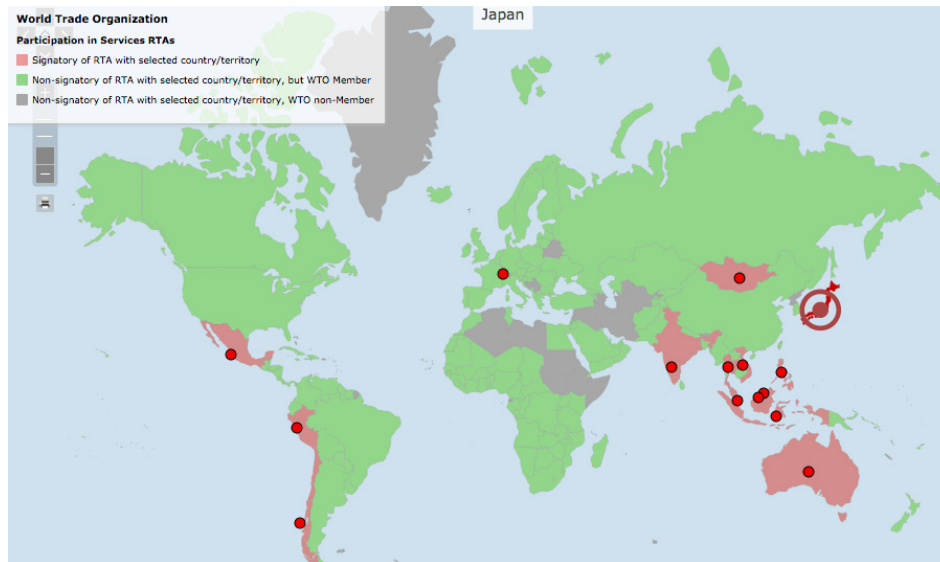 World Trade Organization
Japan
Participation in Services RTAs
Signatory of RTA with selected country/territory
Non-signatory of RTA with selected country/territory, but WTO Member
Non-signatory of RTA with selected country/territory, WTO non-Member